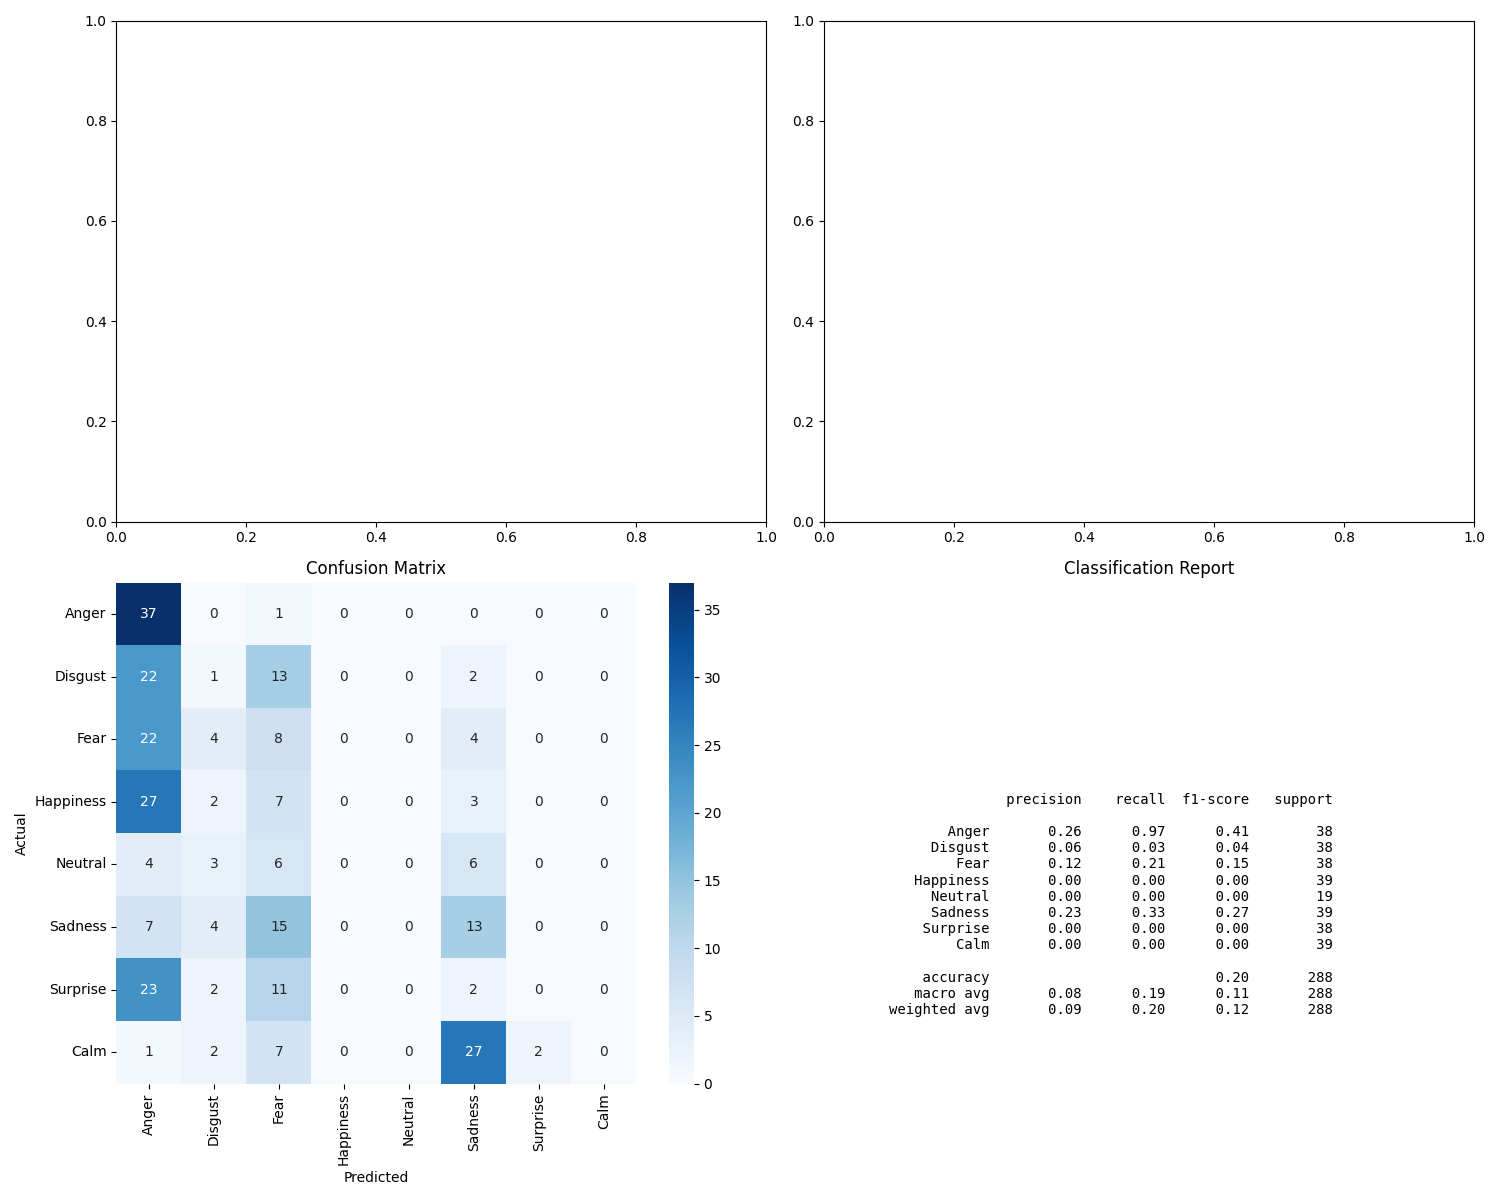 1.0
0.8
0.6
0.4
0.2
0.0
0.0 0.2 0.4 0.6 0.8 1.0
1.0
0.8
0.6
0.4
0.2
0.0
0.0 0.2 0.4 0.6 0.8 1.0
Confusion Matrix
Actual
Anger 37 0 1 0 0 0 0 0
Disgust 22 1 13 0 0 2 0 0
Fear 22 4 8 0 0 4 0 0
Happiness 27 2 7 0 0 3 0 0
Neutral 4 3 6 0 0 6 0 0
Sadness 7 4 15 0 0 13 0 0
Surprise 23 2 11 0 0 2 0 0
Calm 1 2 7 0 0 27 2 0
Anger Disgust Fear Happiness Neutral Sadness Surprise Calm
Predicted
35
30
25
20
15
10
5
0
Classification Report
precision recall f1-score support
Anger 0.26 0.97 0.41 38
Disgust 0.06 0.03 0.04 38
Fear 0.12 0.21 0.15 38
Happiness 0.00 0.00 0.00 39
Neutral 0.00 0.00 0.00 19
Sadness 0.23 0.33 0.27 39
Surprise 0.00 0.00 0.00 38
Calm 0.00 0.00 0.00 39
accuracy 0.20 288
macro avg 0.08 0.19 0.11 288
weighted avg 0.09 0.20 0.12 288